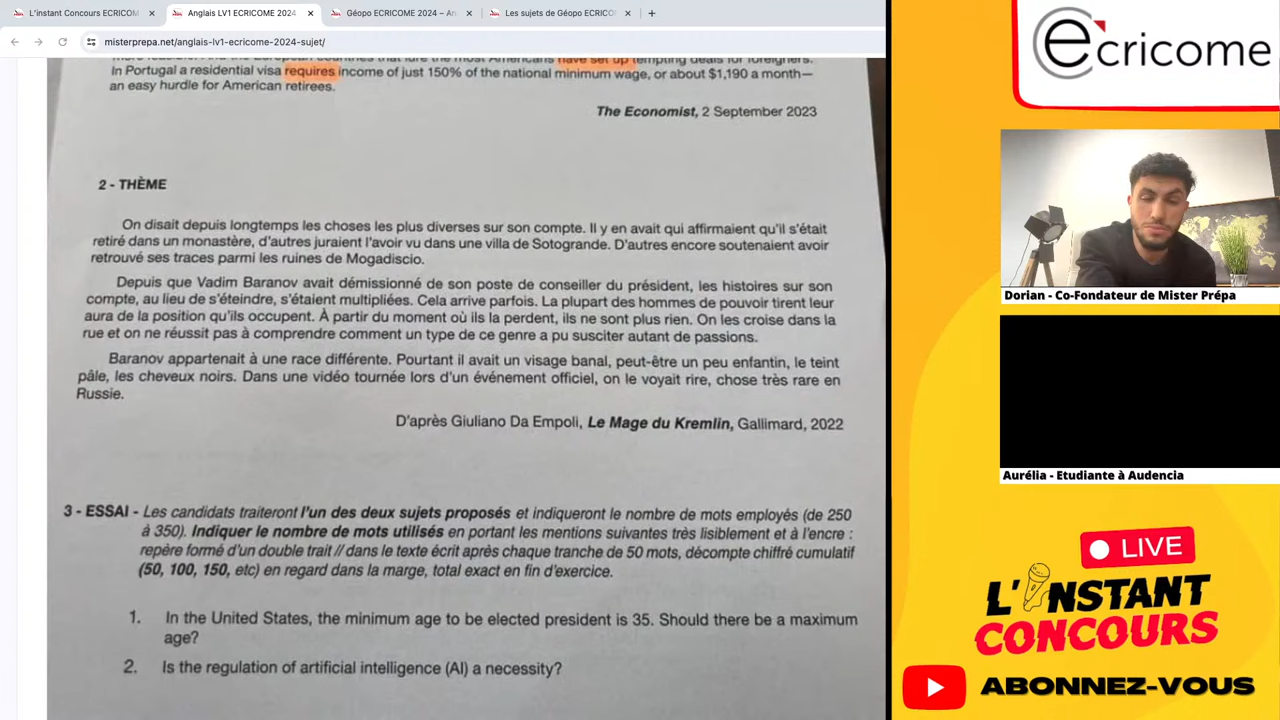 L'instant Concours ECRICOM
Anglais LV1 ECRICOME 2024
Géopo ECRICOME 2024 – An
Les sujets de Géopo ECRICO
misterprepa.net/anglais-lv1-ecricome-2024-sujet/
have set up tempting deals for foreigners.
In Portugal a residential visa requires income of just 150% of the national minimum wage, or about $1,190 a month—
an easy hurdle for American retirees.
The Economist, 2 September 2023
2 - THÈME
On disait depuis longtemps les choses les plus diverses sur son compte. Il y en avait qui affirmaient qu'il s'était
retiré dans un monastère, d'autres juraient l'avoir vu dans une villa de Sotogrande. D'autres encore soutenaient avoir
retrouvé ses traces parmi les ruines de Mogadiscio.
Depuis que Vadim Baranov avait démissionné de son poste de conseiller du président, les histoires sur son
compte, au lieu de s'éteindre, s'étaient multipliées. Cela arrive parfois. La plupart des hommes de pouvoir tirent leur
aura de la position qu'ils occupent. À partir du moment où ils la perdent, ils ne sont plus rien. On les croise dans la
rue et on ne réussit pas à comprendre comment un type de ce genre a pu susciter autant de passions.
Baranov appartenait à une race différente. Pourtant il avait un visage banal, peut-être un peu enfantin, le teint
pâle, les cheveux noirs. Dans une vidéo tournée lors d'un événement officiel, on le voyait rire, chose très rare en
Russie.
D'après Giuliano Da Empoli, Le Mage du Kremlin, Gallimard, 2022
3 - ESSAI - Les candidats traiteront l'un des deux sujets proposés et indiqueront le nombre de mots employés (de 250
à 350). Indiquer le nombre de mots utilisés en portant les mentions suivantes très lisiblement et à l'encre :
repère formé d'un double trait // dans le texte écrit après chaque tranche de 50 mots, décompte chiffré cumulatif
(50, 100, 150, etc) en regard dans la marge, total exact en fin d'exercice.
1. In the United States, the minimum age to be elected president is 35. Should there be a maximum
age?
2. Is the regulation of artificial intelligence (AI) a necessity?
ecricome
Dorian - Co-Fondateur de Mister Prépa
Aurélia - Etudiante à Audencia
LIVE
L'INSTANT
CONCOURS
ABONNEZ-VOUS